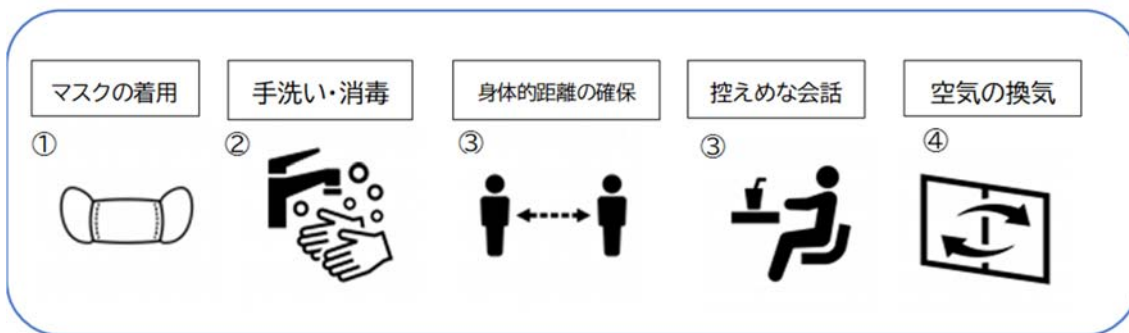 マスクの着用
手洗い・消毒
身体的距離の確保
控えめな会話
空気の換気
①
②
③
③
④